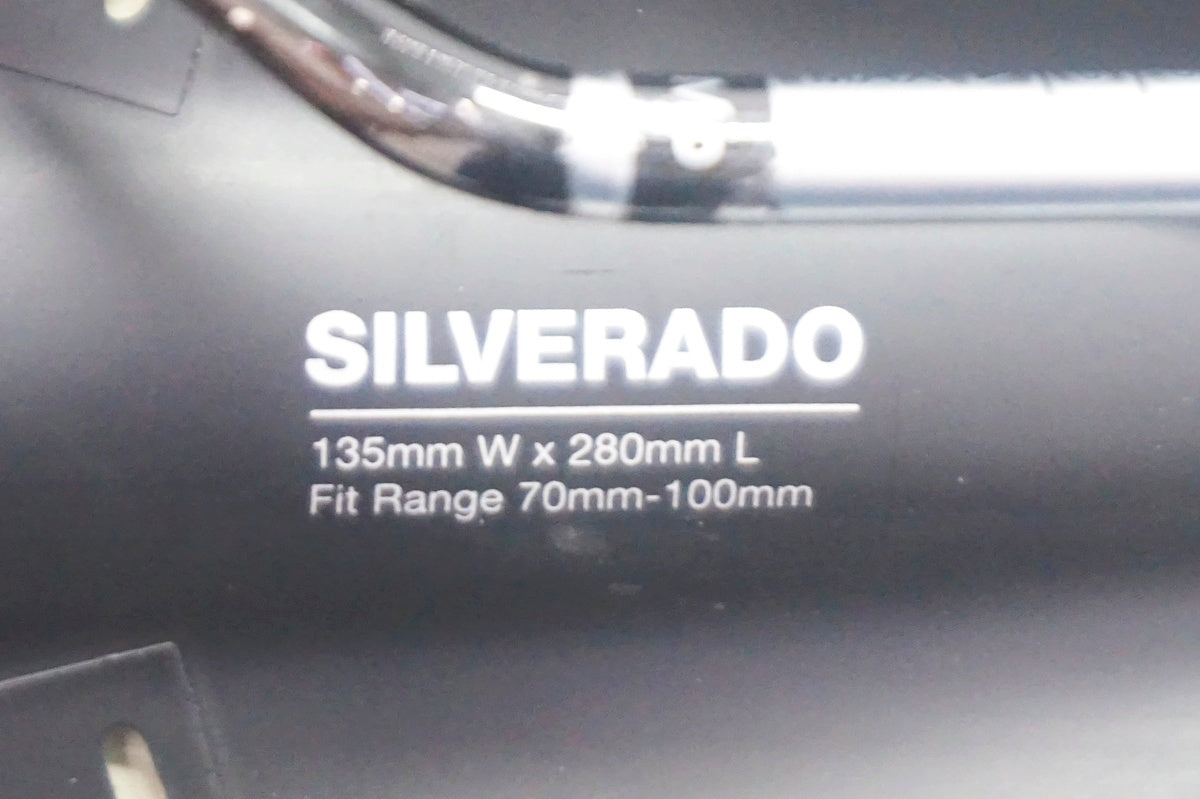 SILVERADO
135mm W x 280mm L
Fit Range 70mm-100mm